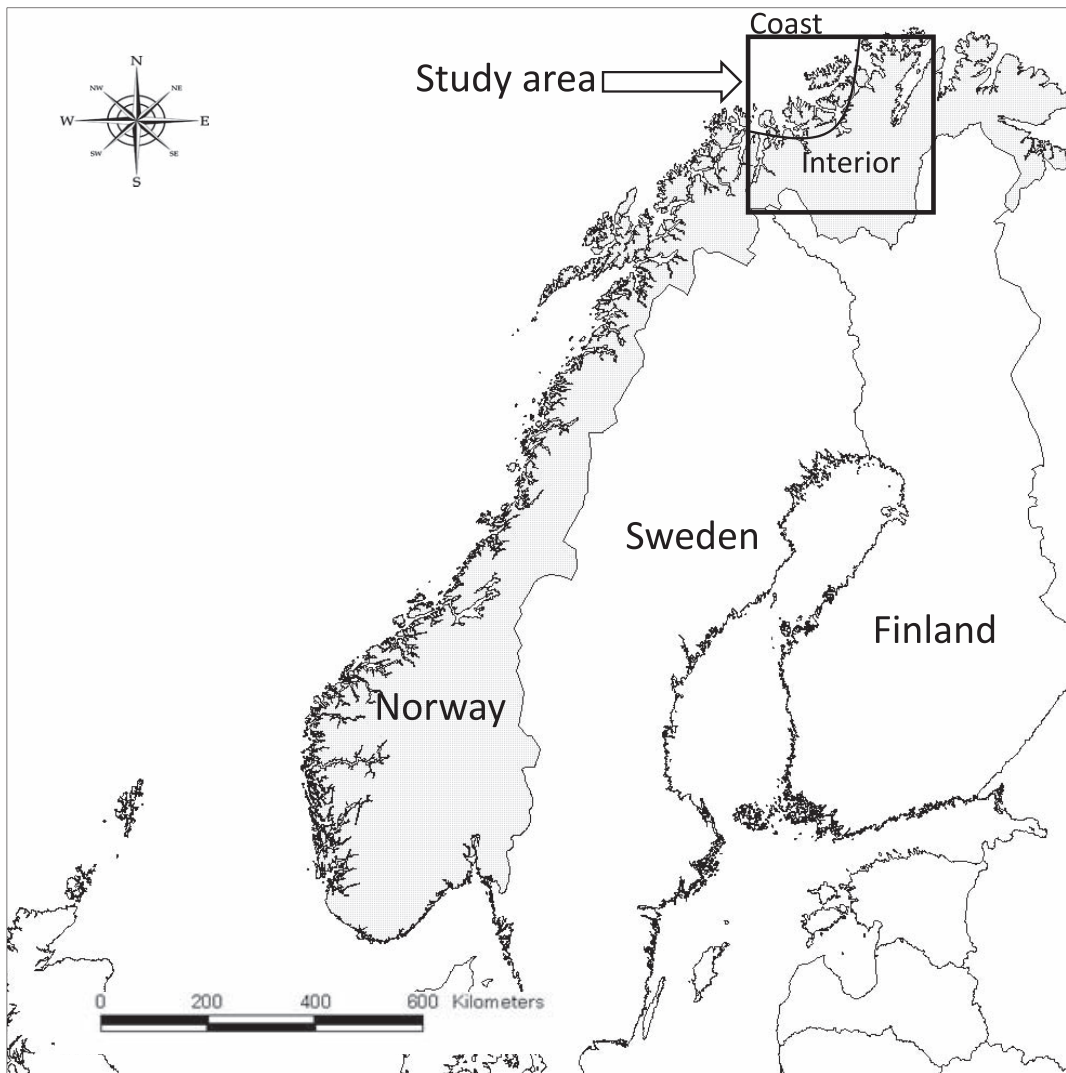 Coast
Study area
N
NW NE
W E
SW SE
S
Interior
Sweden
Finland
Norway
0 200 400 600 Kilometers